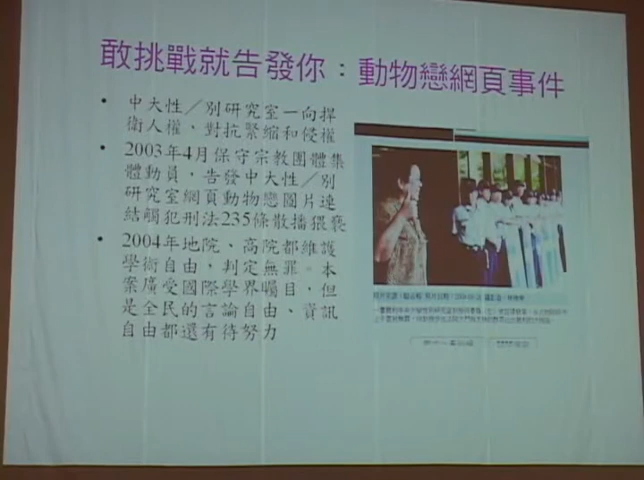 敢挑戰就告發你：動物戀網頁事件
• 中大性／別研究室一向捍
衛人權、對抗緊縮和侵權
• 2003年4月保守宗教團體集
體動員，告發中大性／別
研究室網頁動物戀圖片連
結觸犯刑法235條散播猥褻
• 2004年地院、高院都維護
學術自由，判定無罪。本
案廣受國際學界矚目，但
是全民的言論自由、資訊
自由都還有待努力